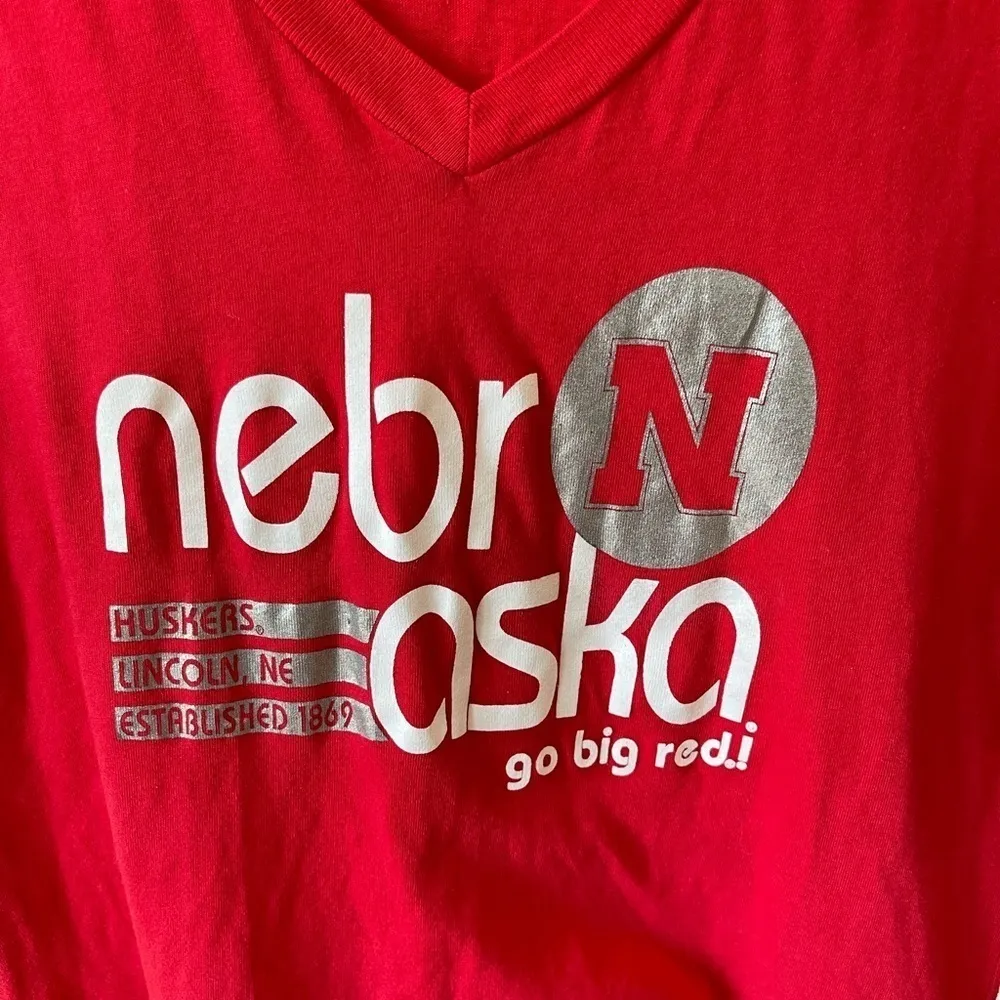 nebr
N
HUSKERS®
LINCOLN, NE
ESTABLISHED 1869
aska
go big red.!